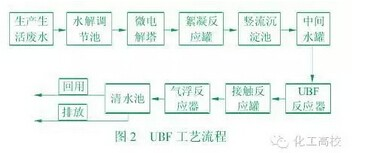 生产生
活废水
水解调
节池
微电
解塔
絮凝反
应罐
竖流沉
淀池
中间
水罐
回用
排放
清水池
气浮反
应器
接触反
应罐
UBF
反应器
图 2 UBF 工艺流程
化工高校